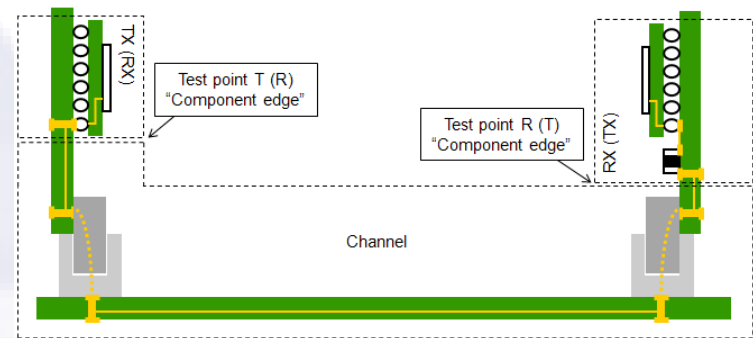 TX (RX)
Test point T (R)
“Component edge”
Test point R (T)
“Component edge”
RX (TX)
Channel